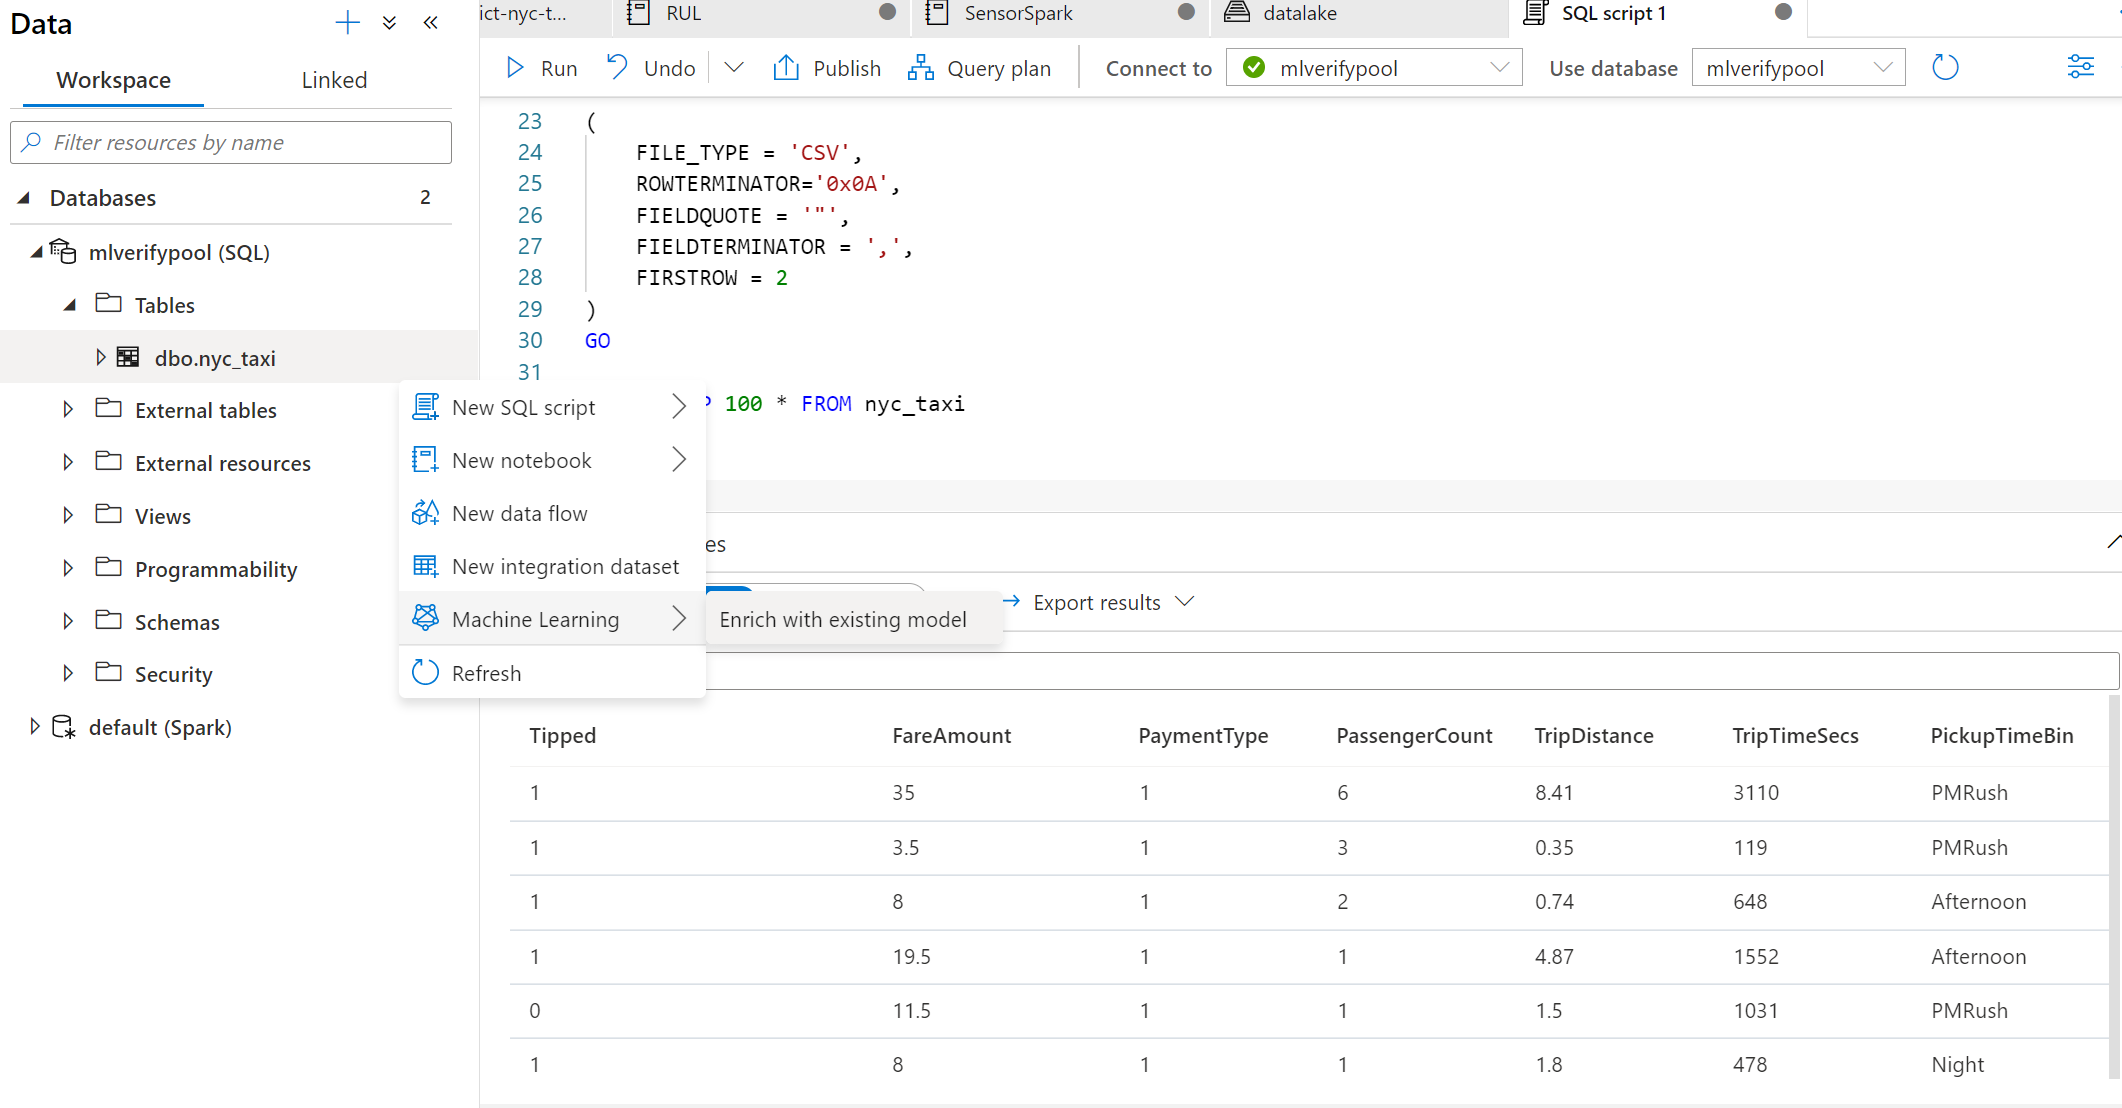 Data
Workspace Linked
Filter resources by name
Databases 2
mlverifypool (SQL)
Tables
dbo.nyc_taxi
External tables
External resources
Views
Programmability
Schemas
Security
default (Spark)
ict-nyc-t... RUL SensorSpark datalake SQL script 1
Run Undo Publish Query plan Connect to mlverifypool Use database mlverifypool
23 (
24 FILE_TYPE = 'CSV',
25 ROWTERMINATOR='0x0A',
26 FIELDQUOTE = '"',
27 FIELDTERMINATOR = ',',
28 FIRSTROW = 2
29 )
30 GO
31
P 100 * FROM nyc_taxi
New SQL script
New notebook
New data flow
New integration dataset
Machine Learning
Refresh
Enrich with existing model
es
Export results
Tipped FareAmount PaymentType PassengerCount TripDistance TripTimeSecs PickupTimeBin
1 35 1 6 8.41 3110 PMRush
1 3.5 1 3 0.35 119 PMRush
1 8 1 2 0.74 648 Afternoon
1 19.5 1 1 4.87 1552 Afternoon
0 11.5 1 1 1.5 1031 PMRush
1 8 1 1 1.8 478 Night